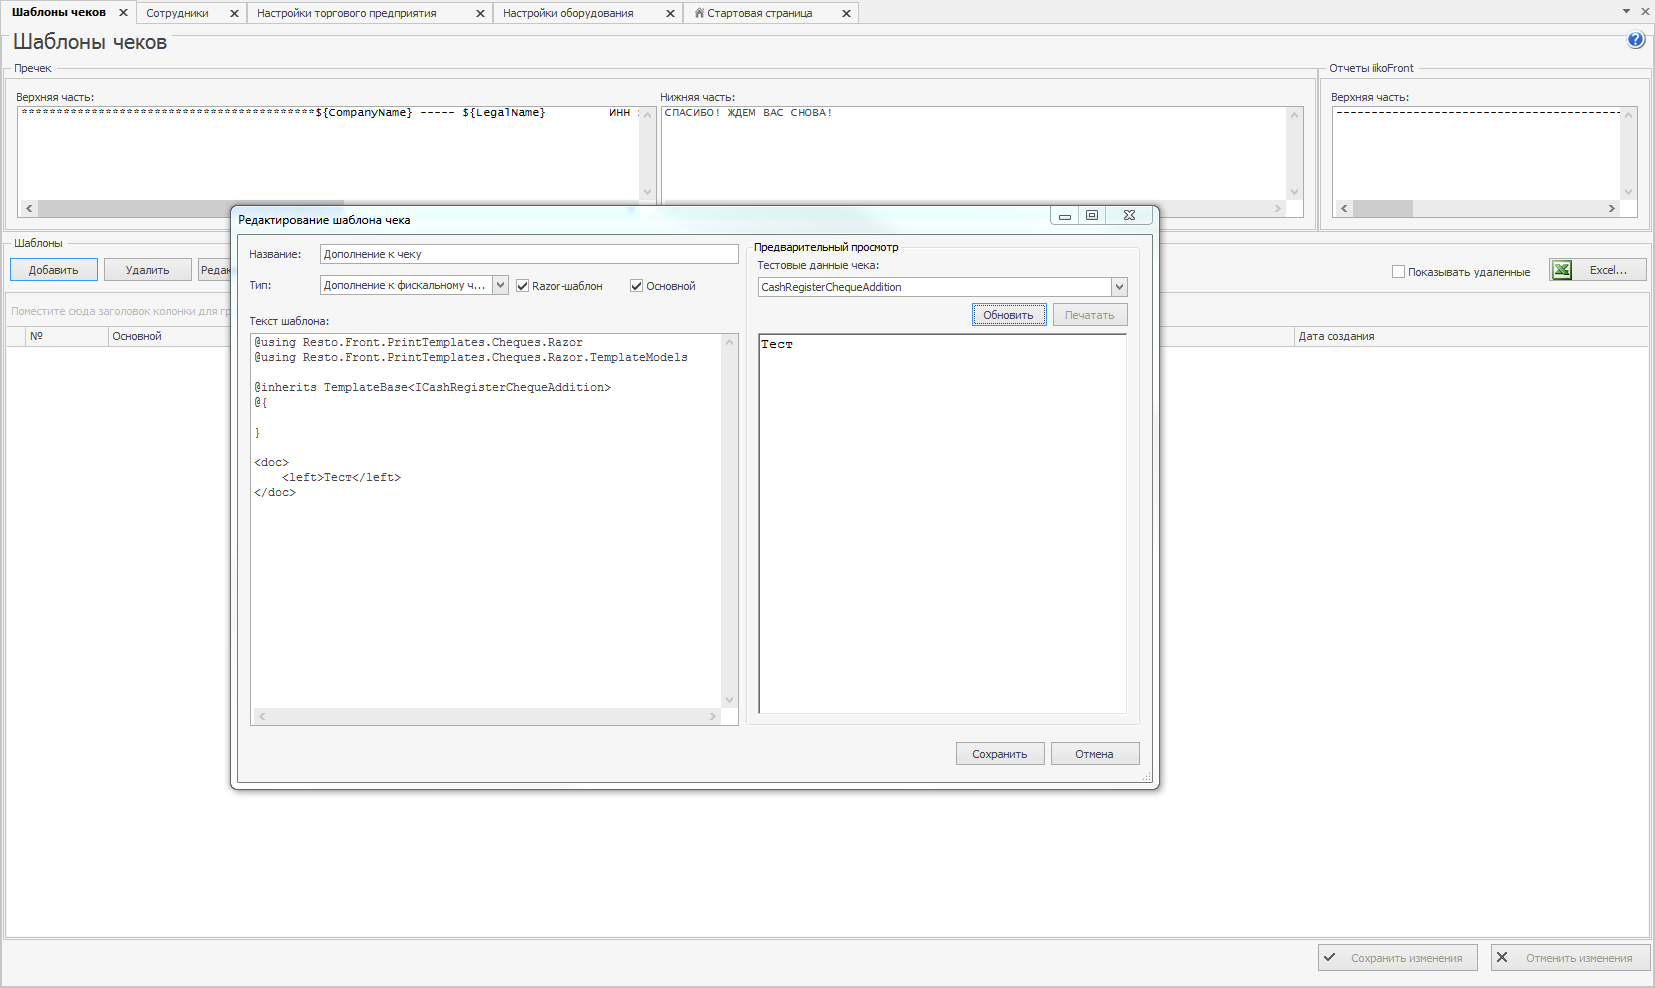 Шаблоны чеков
Сотрудники
Настройки торгового предприятия
Настройки оборудования
Стартовая страница
Шаблоны чеков
Пречек
Отчеты iikoFront
Верхняя часть:
Нижняя часть:
Верхняя часть:
******************************************${CompanyName} ----- ${LegalName} ИНН
СПАСИБО! ЖДЕМ ВАС СНОВА!
-----------------------------------------
Шаблоны
Добавить
Удалить
Редак
Показывать удаленные
Excel...
Поместите сюда заголовок колонки для гр
№
Основной
Дата создания
Редактирование шаблона чека
Название:
Дополнение к чеку
Тип:
Дополнение к фискальному ч...
Razor-шаблон
Основной
Текст шаблона:
@using Resto.Front.PrintTemplates.Cheques.Razor
@using Resto.Front.PrintTemplates.Cheques.Razor.TemplateModels
@inherits TemplateBase<ICashRegisterChequeAddition>
@{
}
<doc>
<left>Тест</left>
</doc>
Предварительный просмотр
Тестовые данные чека:
CashRegisterChequeAddition
Обновить
Печатать
Тест
Сохранить
Отмена
Сохранить изменения
Отменить изменения